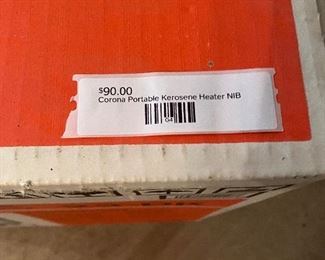 $90.00
Corona Portable Kerosene Heater NIB